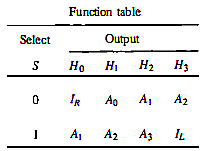 Function table
Select Output
S H0 H1 H2 H3
0 IR A0 A1 A2
1 A1 A2 A3 IL